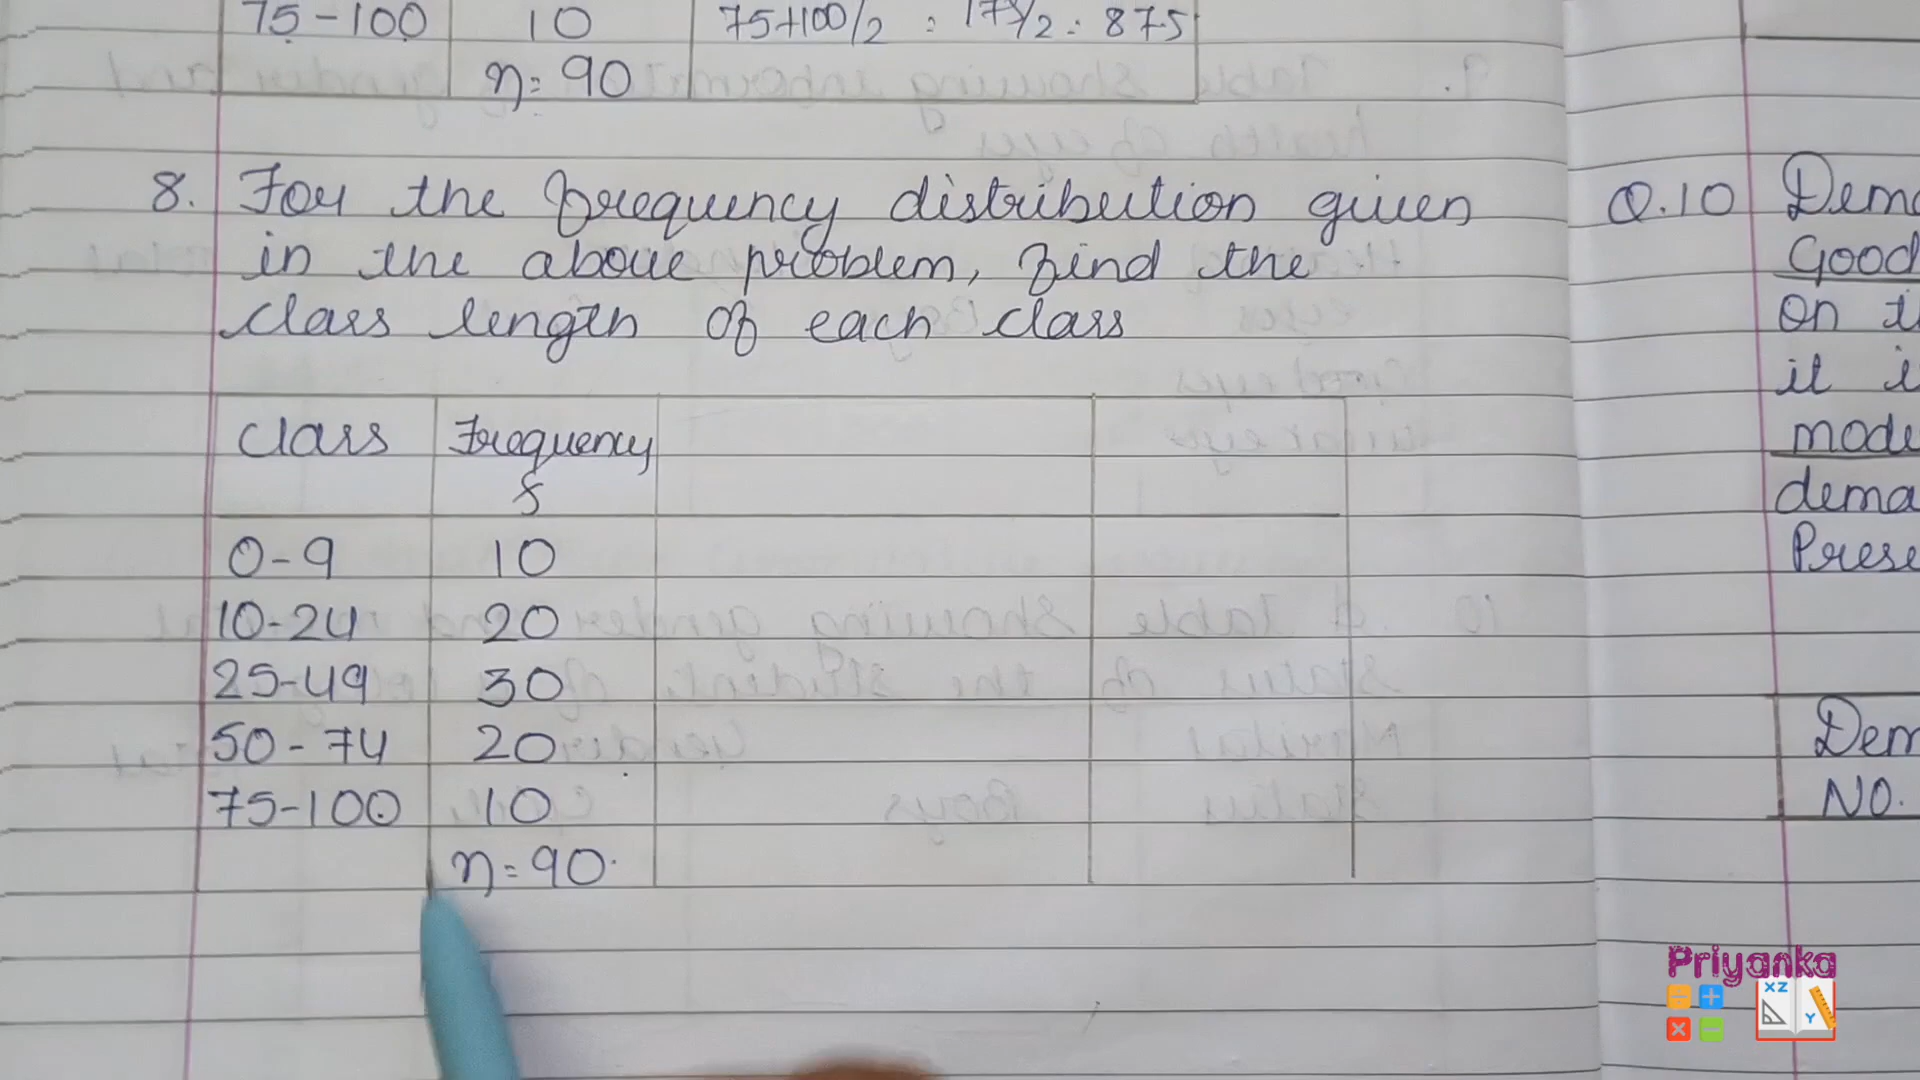 75-100 10 75+100/2 = 175/2 = 87.5
n=90
8. For the frequency distribution given
in the above problem, find the
class length of each class
Class Frequency
f
0-9 10
10-24 20
25-49 30
50-74 20
75-100 10
n=90.
Q.10
Good
on
it
Prese
NO.
Priyanka
XZ
Y